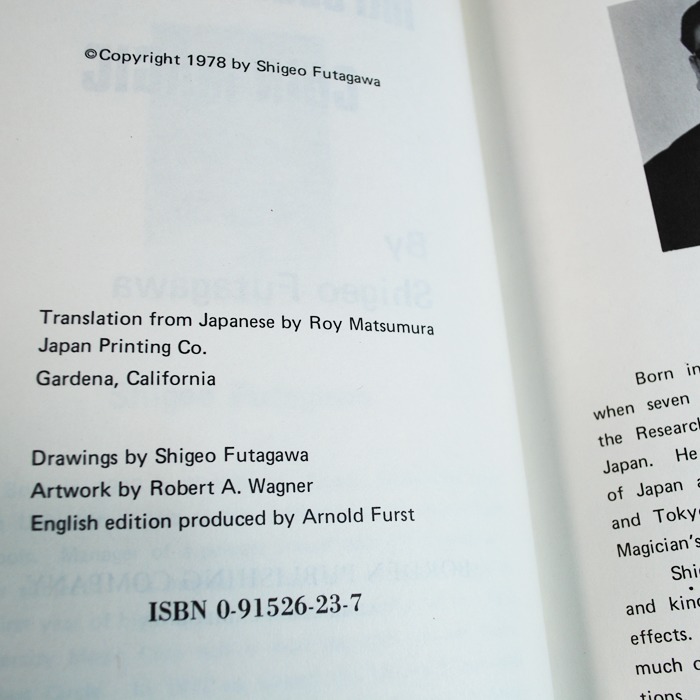 ©Copyright 1978 by Shigeo Futagawa
Translation from Japanese by Roy Matsumura
Japan Printing Co.
Gardena, California
Drawings by Shigeo Futagawa
Artwork by Robert A. Wagner
English edition produced by Arnold Furst
ISBN 0-91526-23-7
Born in
when seven
the Research
Japan. He
of Japan
and Tokyo
Magician's
and
effects.
much
tions